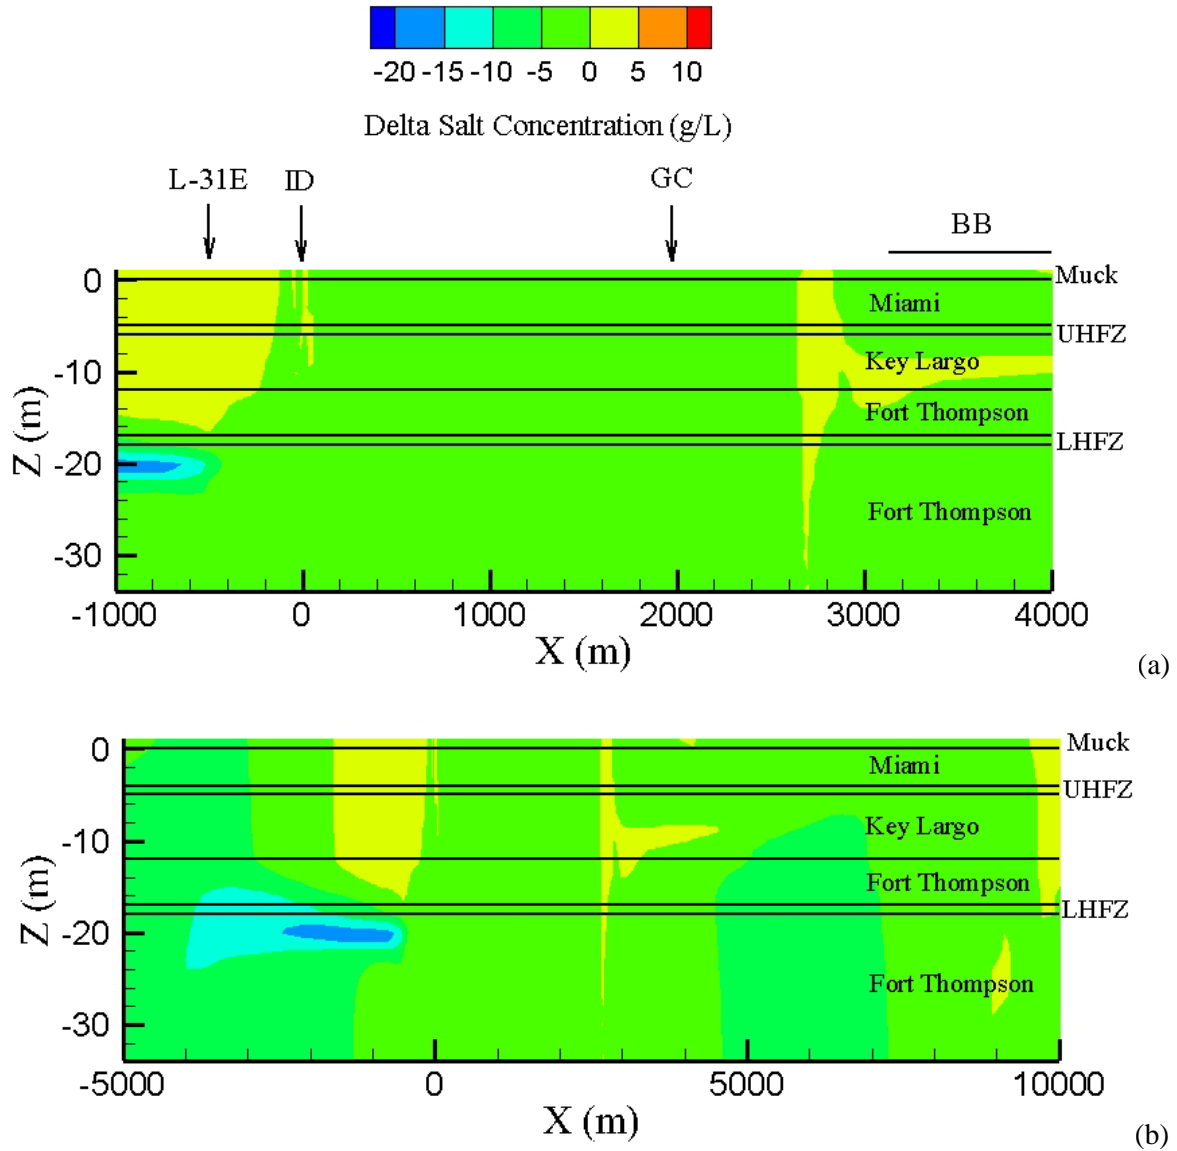 -20 -15 -10 -5 0 5 10
Delta Salt Concentration (g/L)
L-31E ID GC
BB
0 Muck
Miami
UHFZ
Key Largo
-10
Fort Thompson
LHFZ
-20
Fort Thompson
-30
Z (m)
-1000 0 1000 2000 3000 4000
X (m)
(a)
0 Muck
Miami
UHFZ
Key Largo
-10
Fort Thompson
LHFZ
-20
Fort Thompson
-30
Z (m)
-5000 0 5000 10000
X (m)
(b)